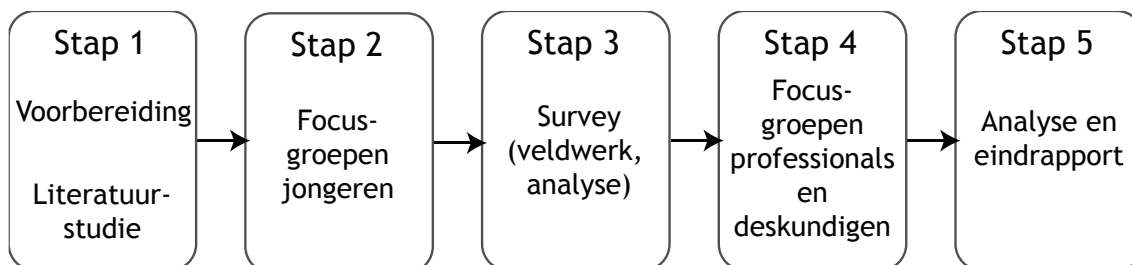 Stap 1
Voorbereiding
Literatuur-
studie
Stap 2
Focus-
groepen
jongeren
Stap 3
Survey
(veldwerk,
analyse)
Stap 4
Focus-
groepen
professionals
en
deskundigen
Stap 5
Analyse en
eindrapport